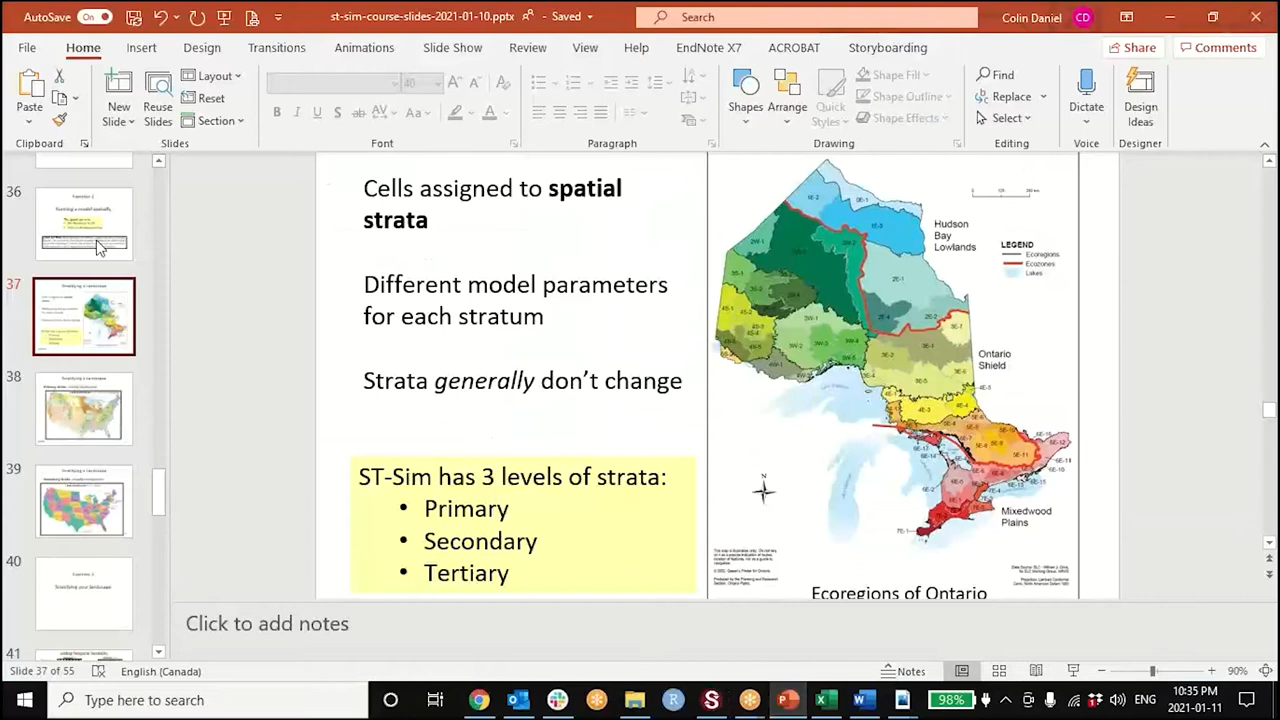 AutoSave On st-sim-course-slides-2021-01-10.pptx - Saved Search Colin Daniel CD
File Home Insert Design Transitions Animations Slide Show Review View Help EndNote X7 ACROBAT Storyboarding Share Comments
Paste New Slide Reuse Slides Layout Reset Section
40 Aa
Shapes Arrange Quick Styles Shape Fill Shape Outline Shape Effects
Find Replace Select Dictate Design Ideas
Clipboard Slides Font Paragraph Drawing Editing Voice Designer
36
37
38
39
40
41
Cells assigned to spatial
strata
Different model parameters
for each stratum
Strata generally don't change
ST-Sim has 3 levels of strata:
• Primary
• Secondary
• Tertiary
Hudson
Bay
Lowlands
LEGEND
Ecoregions
Ecozones
Lakes
Ontario
Shield
Mixedwood
Plains
Ecoregions of Ontario
Click to add notes
Slide 37 of 55 English (Canada) Notes 90%
Type here to search 98% ENG 10:35 PM
2021-01-11